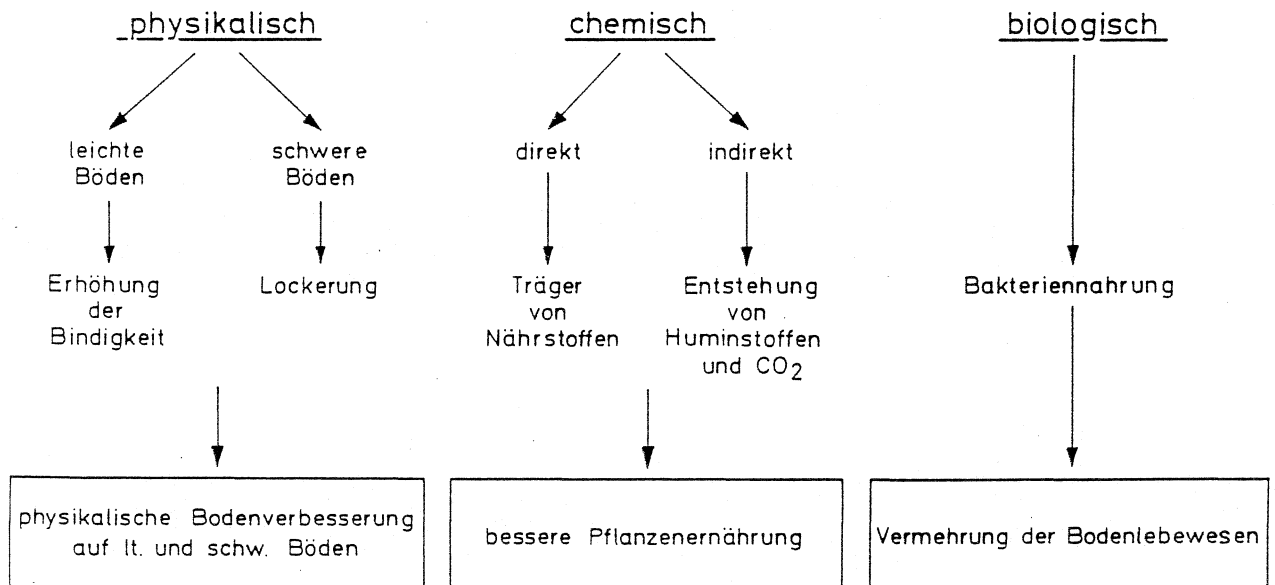 physikalisch
leichte
Böden
Erhöhung
der
Bindigkeit
schwere
Böden
Lockerung
physikalische Bodenverbesserung
auf lt. und schw. Böden
chemisch
direkt
Träger
von
Nährstoffen
indirekt
Entstehung
von
Huminstoffen
und CO2
bessere Pflanzenernährung
biologisch
Bakteriennahrung
Vermehrung der Bodenlebewesen